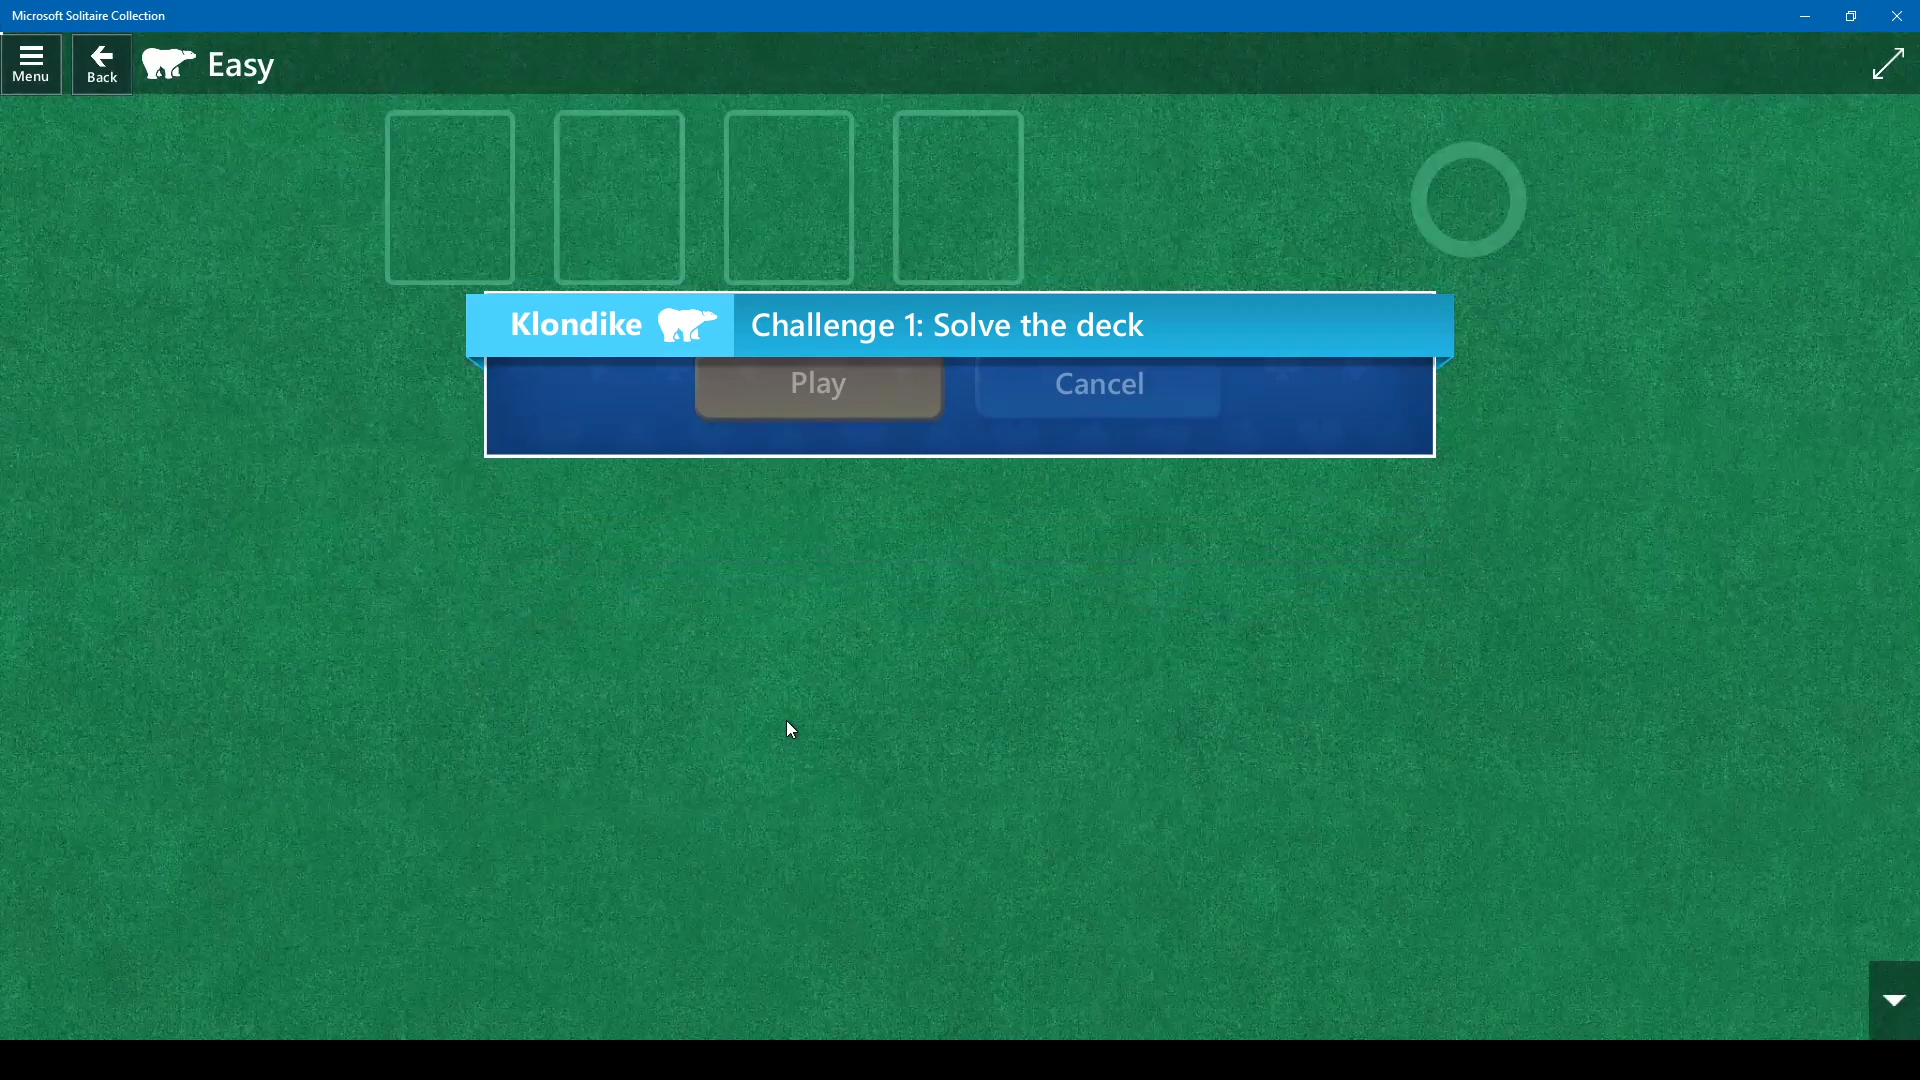 Microsoft Solitaire Collection
Menu
Back
Easy
Klondike Challenge 1: Solve the deck
Play Cancel